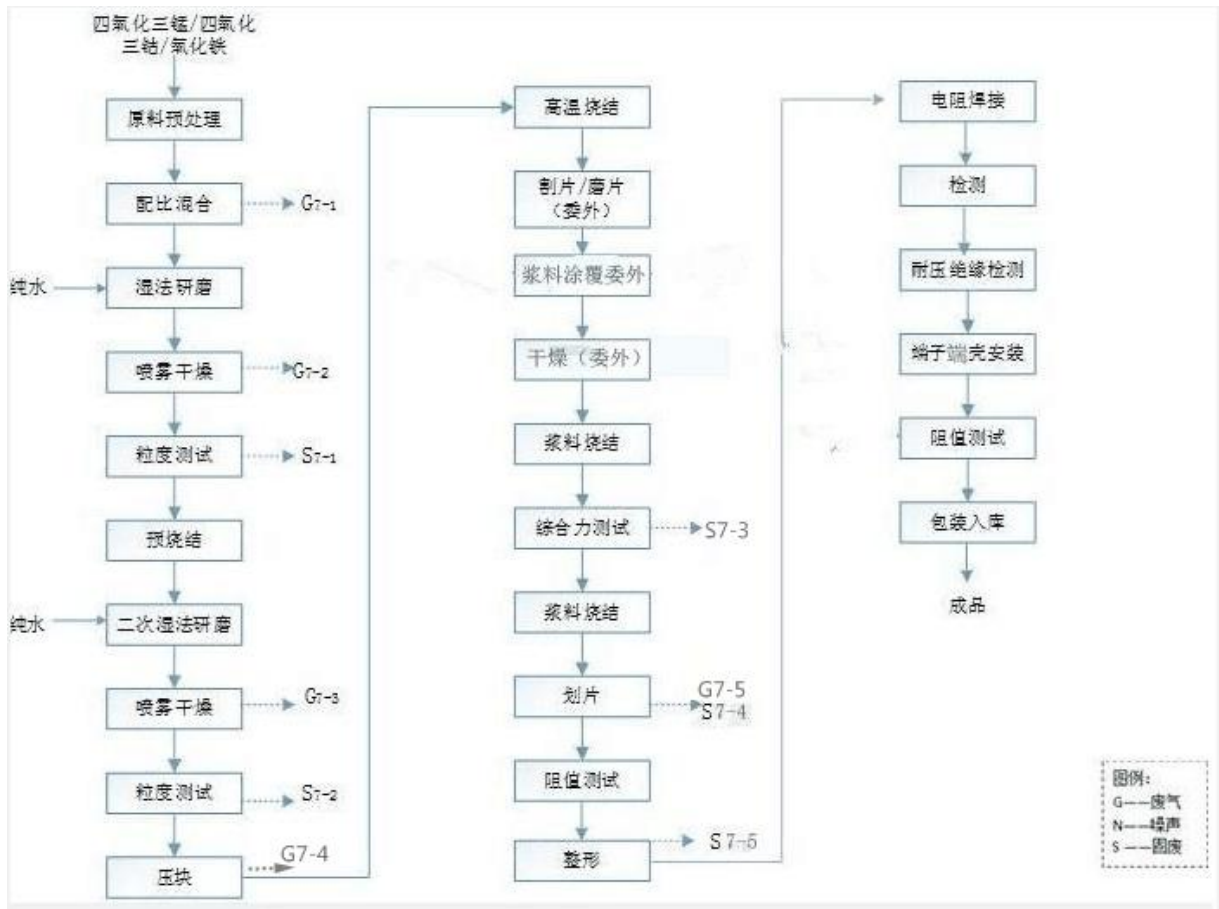 四氧化三锰/四氧化
三钴/氧化铁
原料预处理
配比混合
G7-1
纯水
湿法研磨
喷雾干燥
G7-2
粒度测试
S7-1
预烧结
纯水
二次湿法研磨
喷雾干燥
G7-3
粒度测试
S7-2
压块
G7-4
高温烧结
割片/磨片
（委外）
浆料涂覆委外
干燥（委外）
浆料烧结
综合力测试
S7-3
浆料烧结
划片
G7-5
S7-4
阻值测试
整形
S7-5
电阻焊接
检测
耐压绝缘检测
端子端壳安装
阻值测试
包装入库
成品
图例：
G——废气
N——噪声
S ——固废